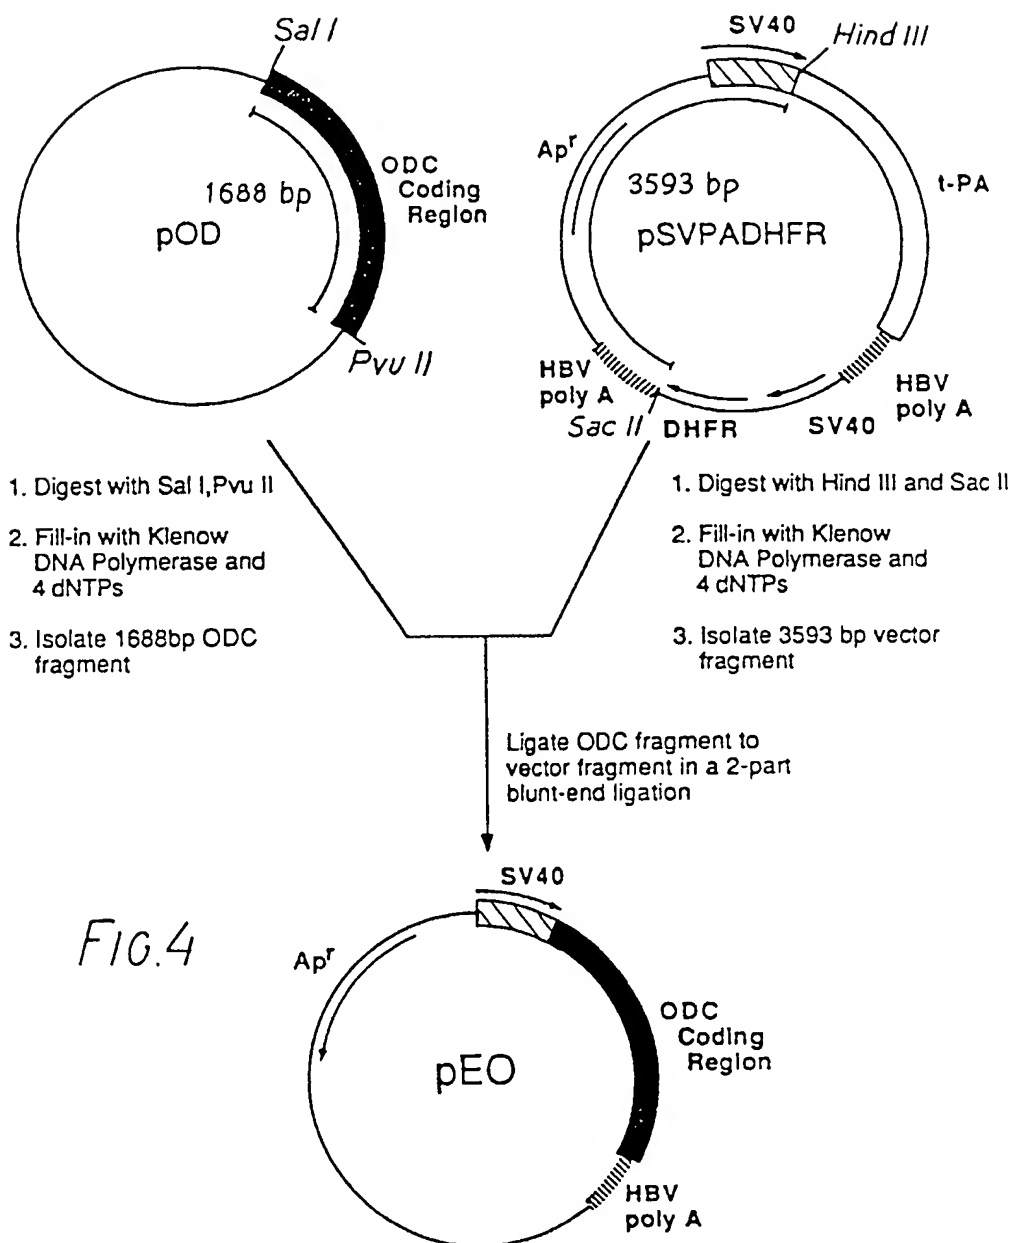 Sal I
ODC
Coding
Region
1688 bp
pOD
Pvu II
SV40
Hind III
Apr
3593 bp
pSVPADHFR
t-PA
HBV
poly A
Sac II
DHFR
SV40
HBV
poly A
1. Digest with Sal I,Pvu II
2. Fill-in with Klenow
DNA Polymerase and
4 dNTPs
3. Isolate 1688bp ODC
fragment
1. Digest with Hind III and Sac II
2. Fill-in with Klenow
DNA Polymerase and
4 dNTPs
3. Isolate 3593 bp vector
fragment
Ligate ODC fragment to
vector fragment in a 2-part
blunt-end ligation
FIG.4
SV40
Apr
ODC
Coding
Region
pEO
HBV
poly A